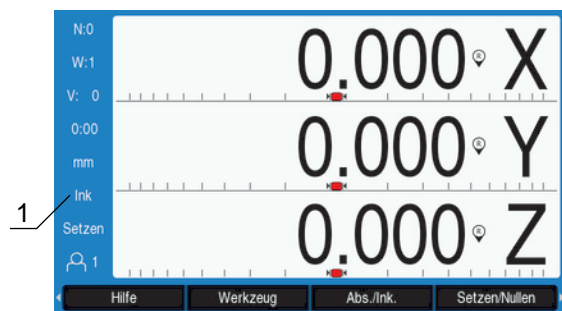 N:0
W:1
V: 0
0:00
mm
Ink
Setzen
1
0.000 R X
0.000 R Y
0.000 R Z
Hilfe Werkzeug Abs./Ink. Setzen/Nullen
1